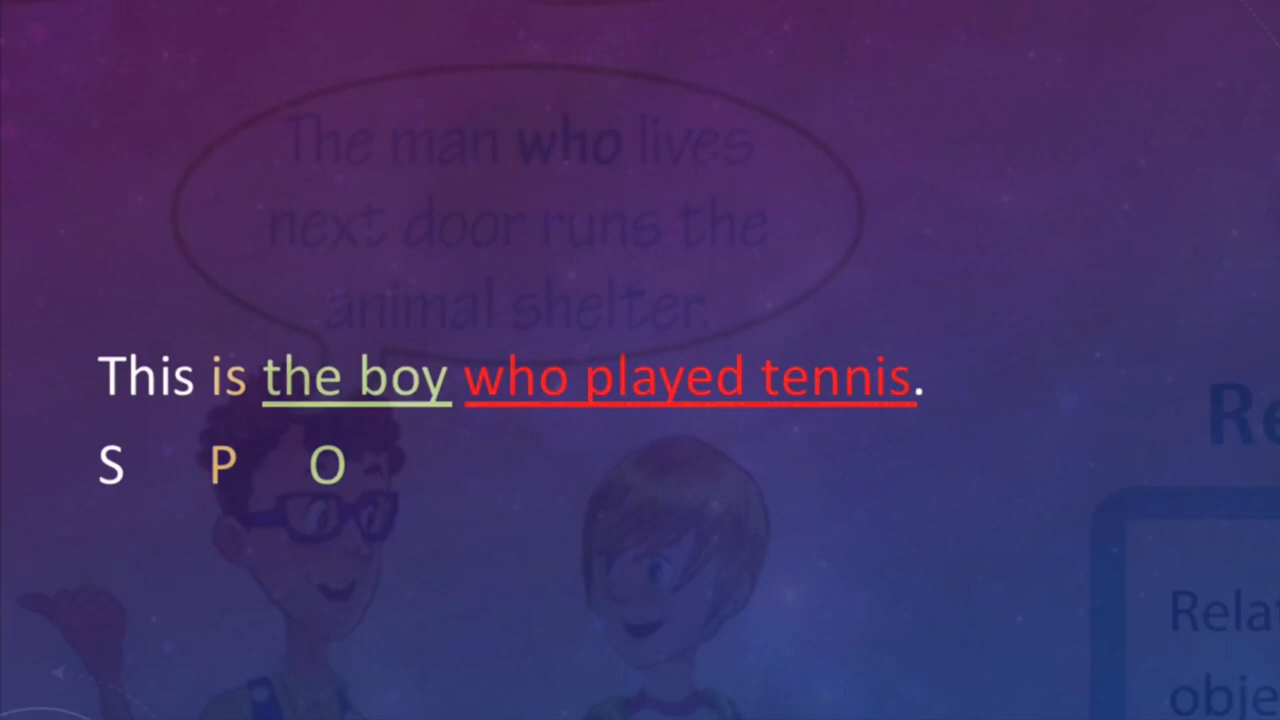 The man who lives
next door runs the
animal shelter.
This is the boy who played tennis.
S P O